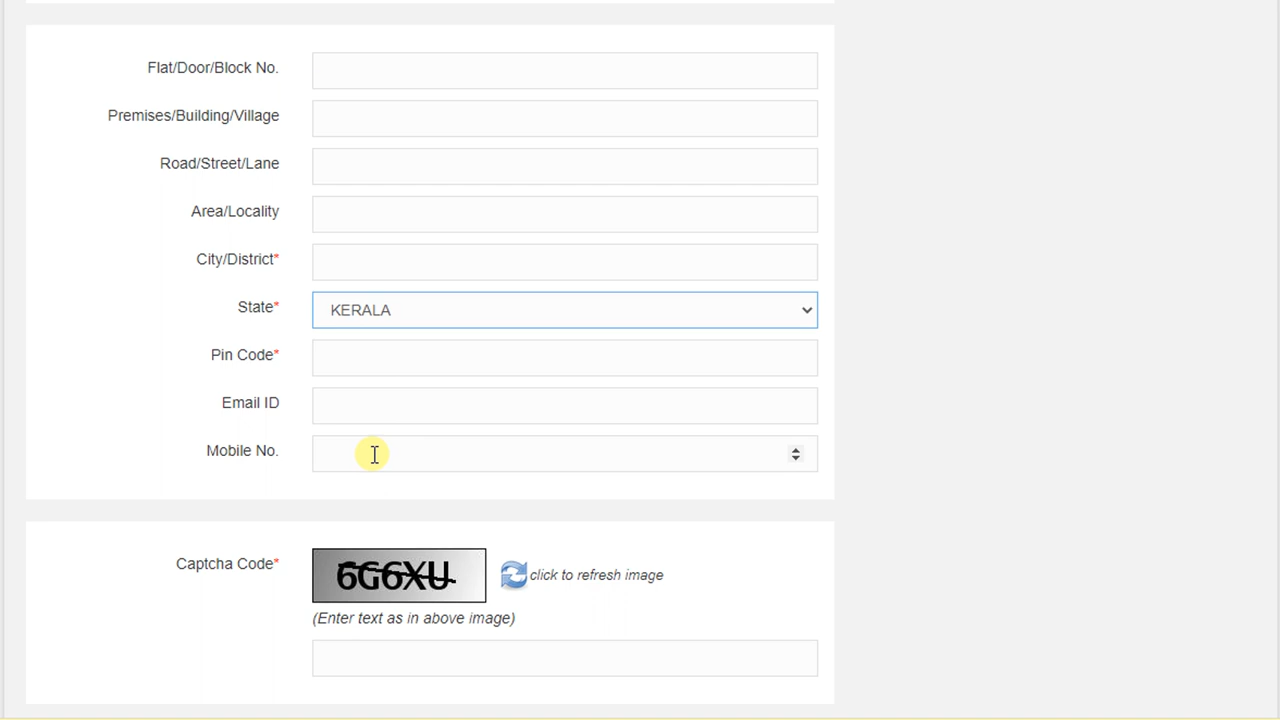 Flat/Door/Block No.
Premises/Building/Village
Road/Street/Lane
Area/Locality
City/District*
State*
KERALA
Pin Code*
Email ID
Mobile No.
Captcha Code*
6G6XU
click to refresh image
(Enter text as in above image)